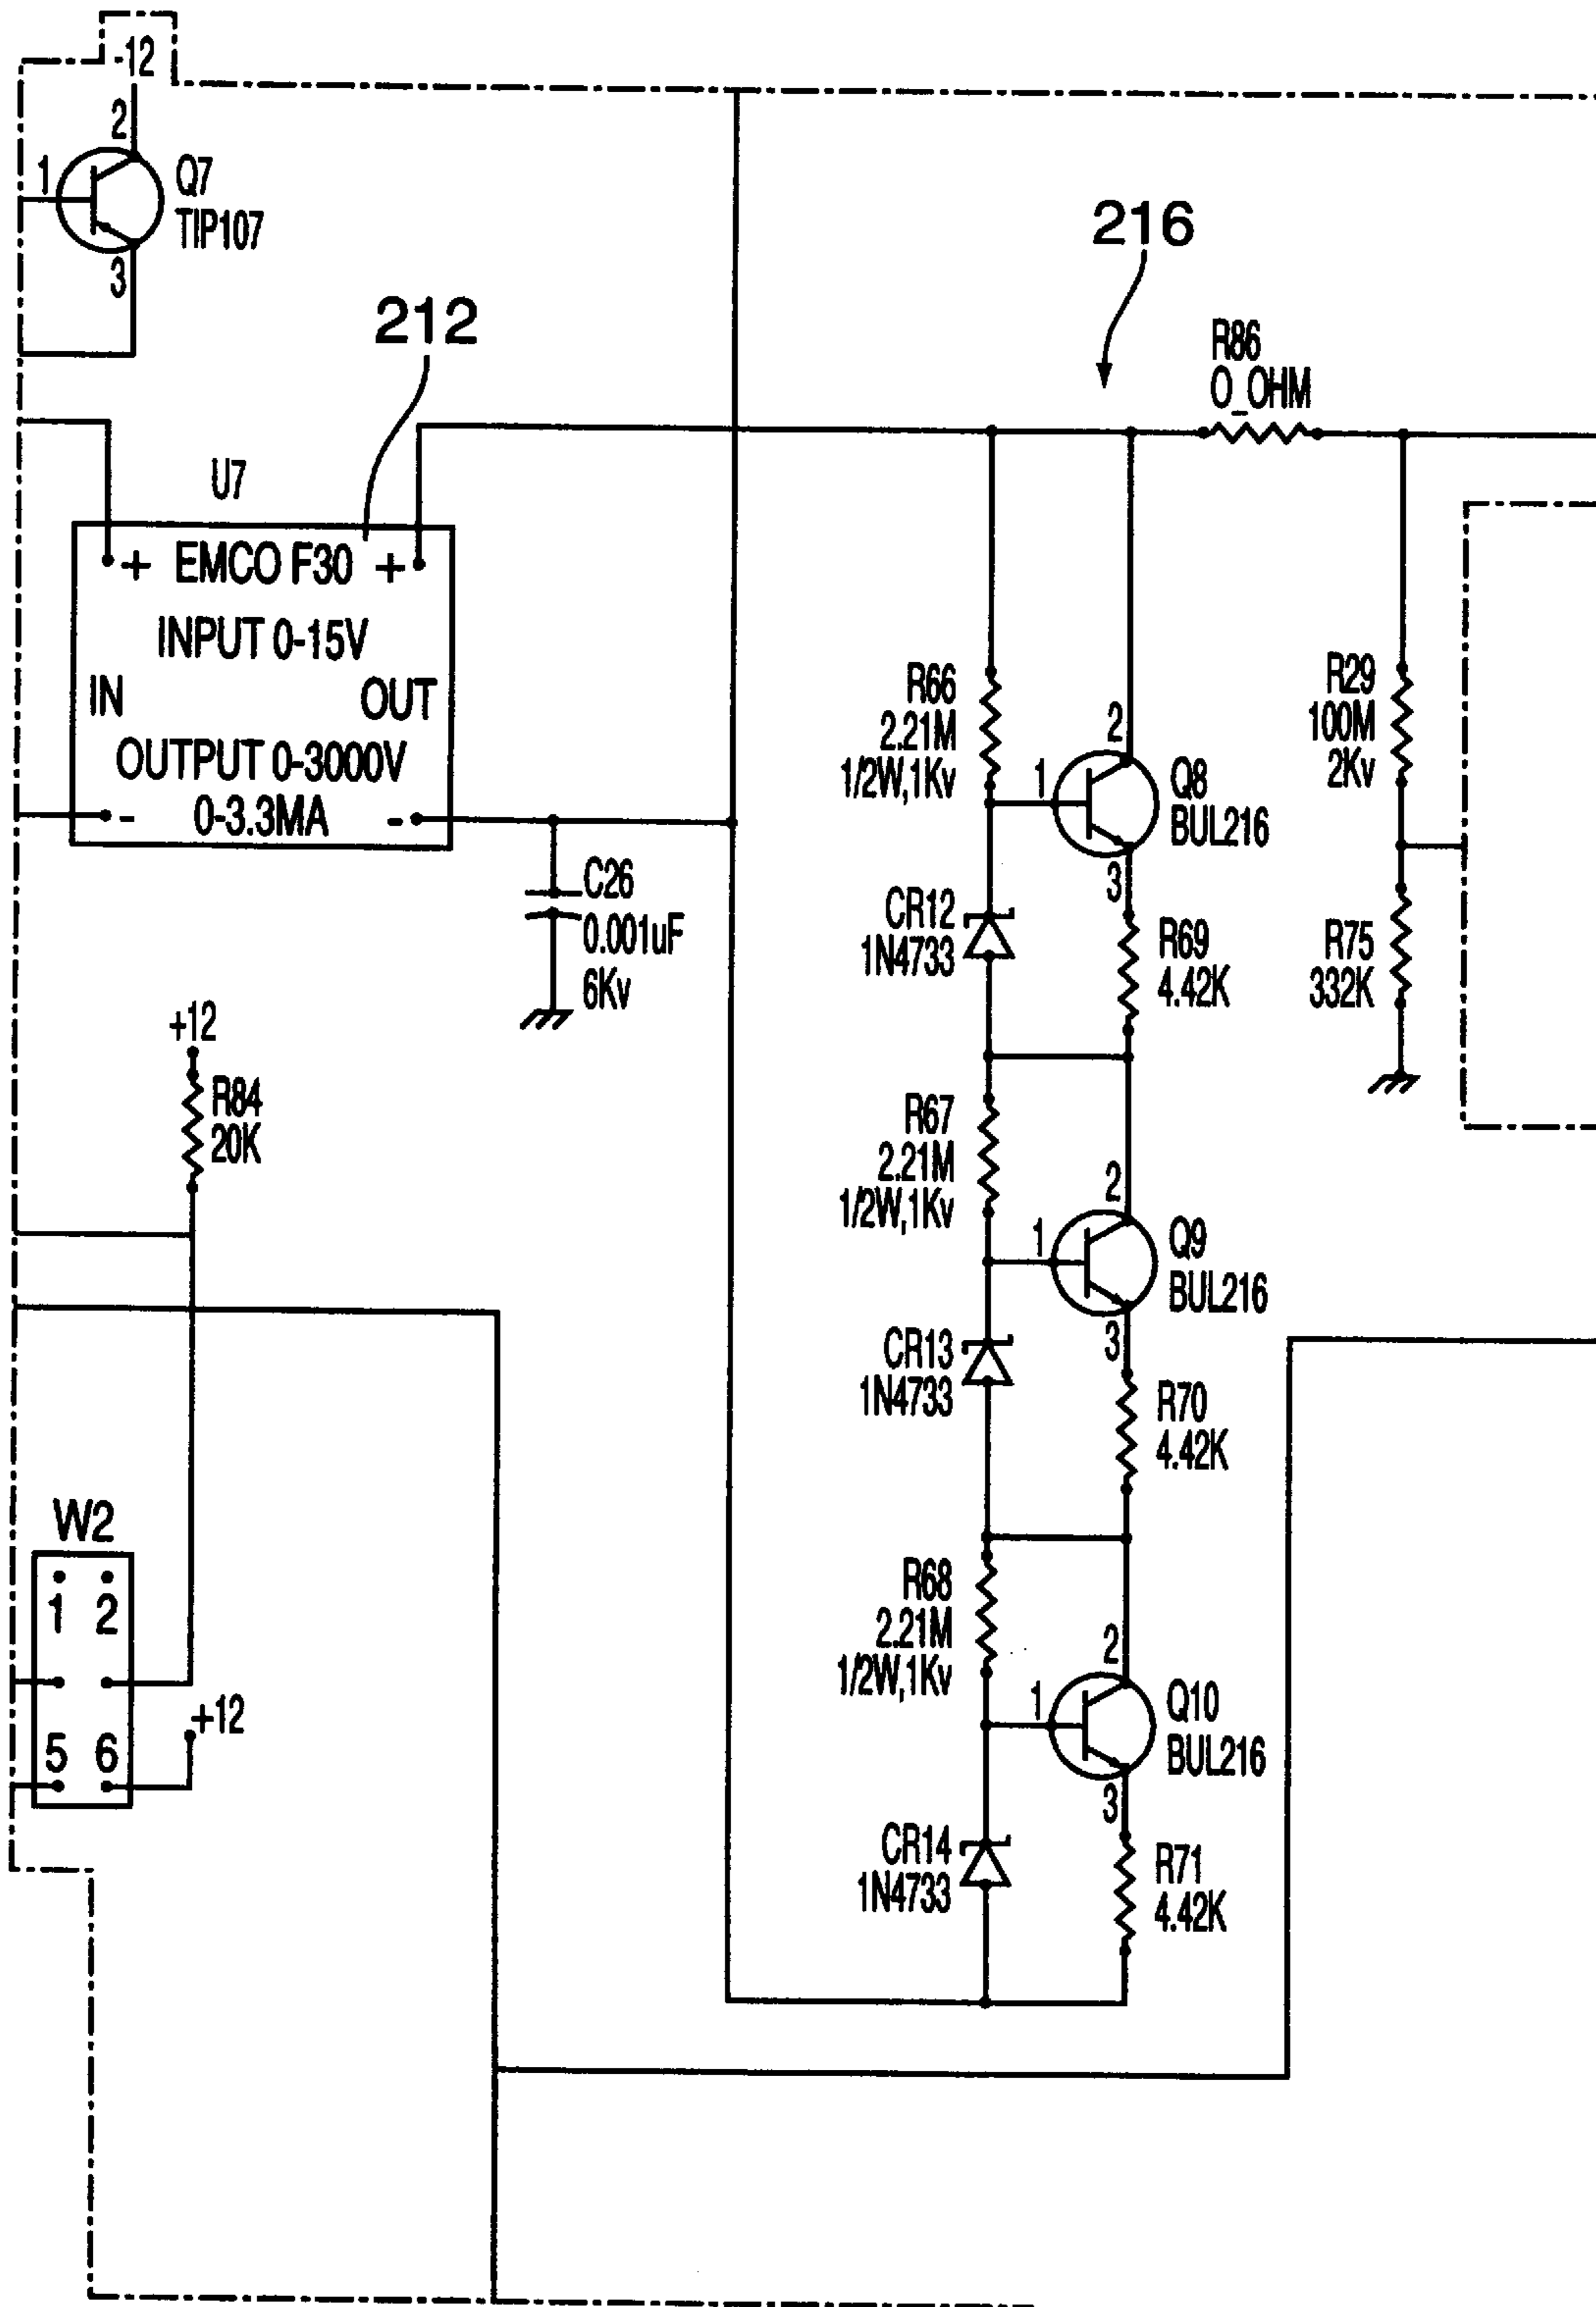 -12
2
1
Q7
TIP107
3
216
212
R86
O_OHM
U7
+ EMCO F30 +
INPUT 0-15V
IN
OUT
OUTPUT 0-3000V
- 0-3.3MA -
R66
2.21M
1/2W,1Kv
2
1
Q8
BUL216
3
R29
100M
2Kv
C26
0.001uF
6Kv
CR12
1N4733
R69
4.42K
R75
332K
+12
R84
20K
R67
2.21M
1/2W,1Kv
2
1
Q9
BUL216
3
CR13
1N4733
R70
4.42K
W2
1 2
5 6
+12
R68
2.21M
1/2W,1Kv
2
1
Q10
BUL216
3
CR14
1N4733
R71
4.42K